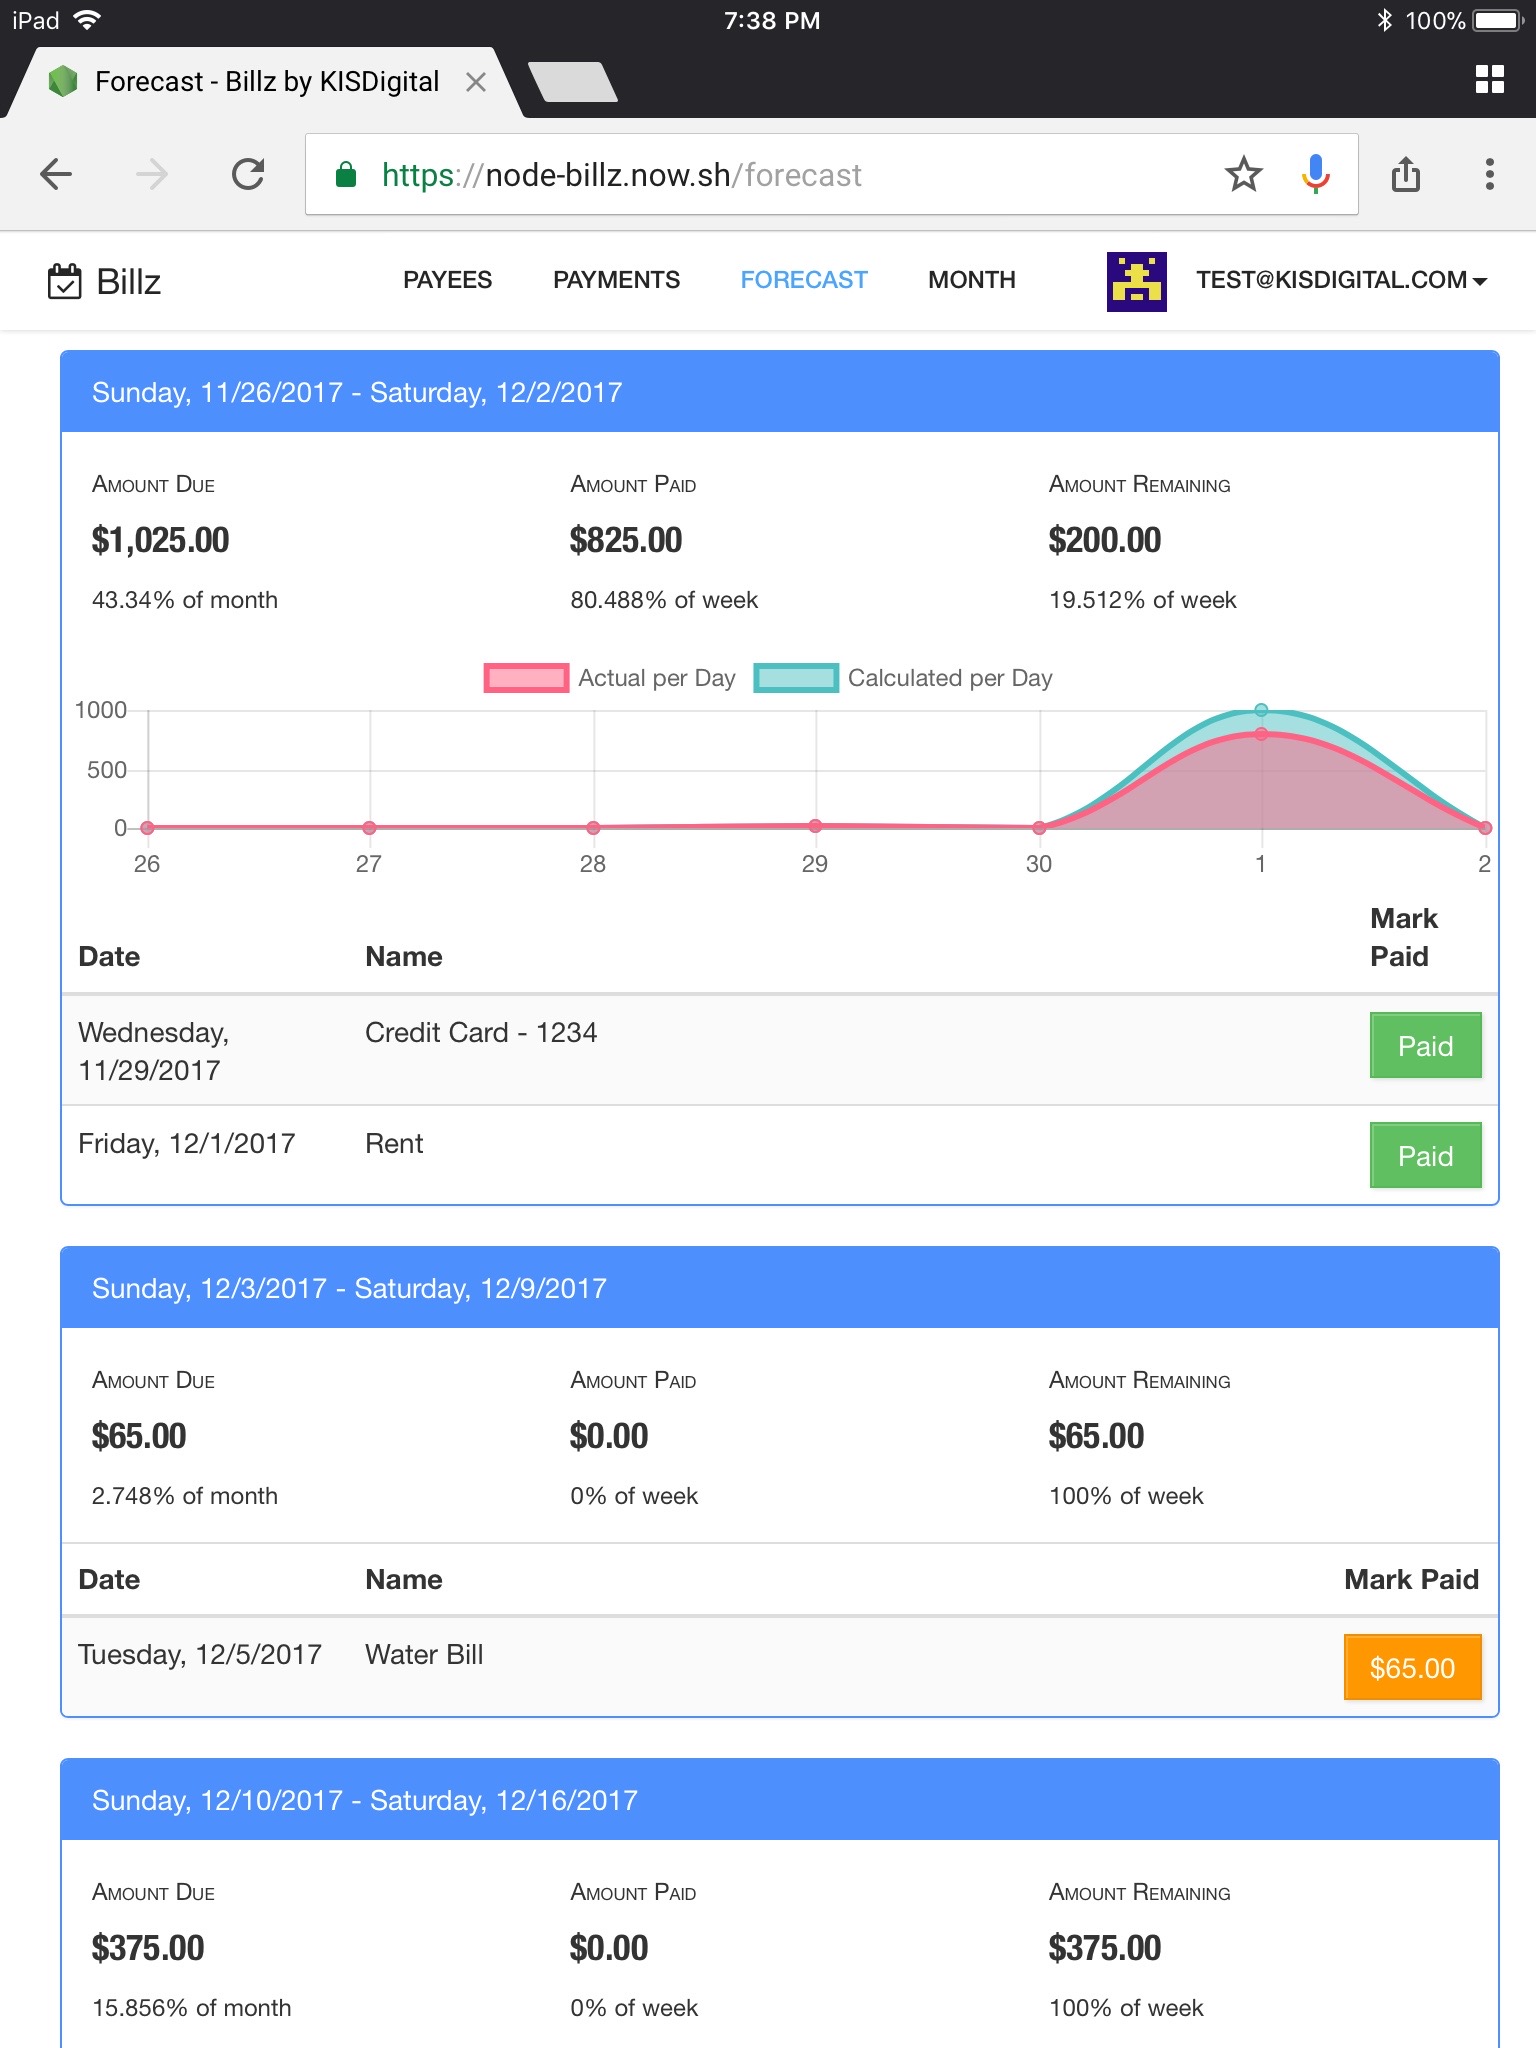 iPad 7:38 PM 100%
Forecast - Billz by KISDigital
https://node-billz.now.sh/forecast
Billz PAYEES PAYMENTS FORECAST MONTH TEST@KISDIGITAL.COM
Sunday, 11/26/2017 - Saturday, 12/2/2017
Amount Due Amount Paid Amount Remaining
$1,025.00 $825.00 $200.00
43.34% of month 80.488% of week 19.512% of week
Actual per Day Calculated per Day
1000
500
0
26 27 28 29 30 1 2
Date Name Mark Paid
Wednesday, 11/29/2017 Credit Card - 1234 Paid
Friday, 12/1/2017 Rent Paid
Sunday, 12/3/2017 - Saturday, 12/9/2017
Amount Due Amount Paid Amount Remaining
$65.00 $0.00 $65.00
2.748% of month 0% of week 100% of week
Date Name Mark Paid
Tuesday, 12/5/2017 Water Bill $65.00
Sunday, 12/10/2017 - Saturday, 12/16/2017
Amount Due Amount Paid Amount Remaining
$375.00 $0.00 $375.00
15.856% of month 0% of week 100% of week